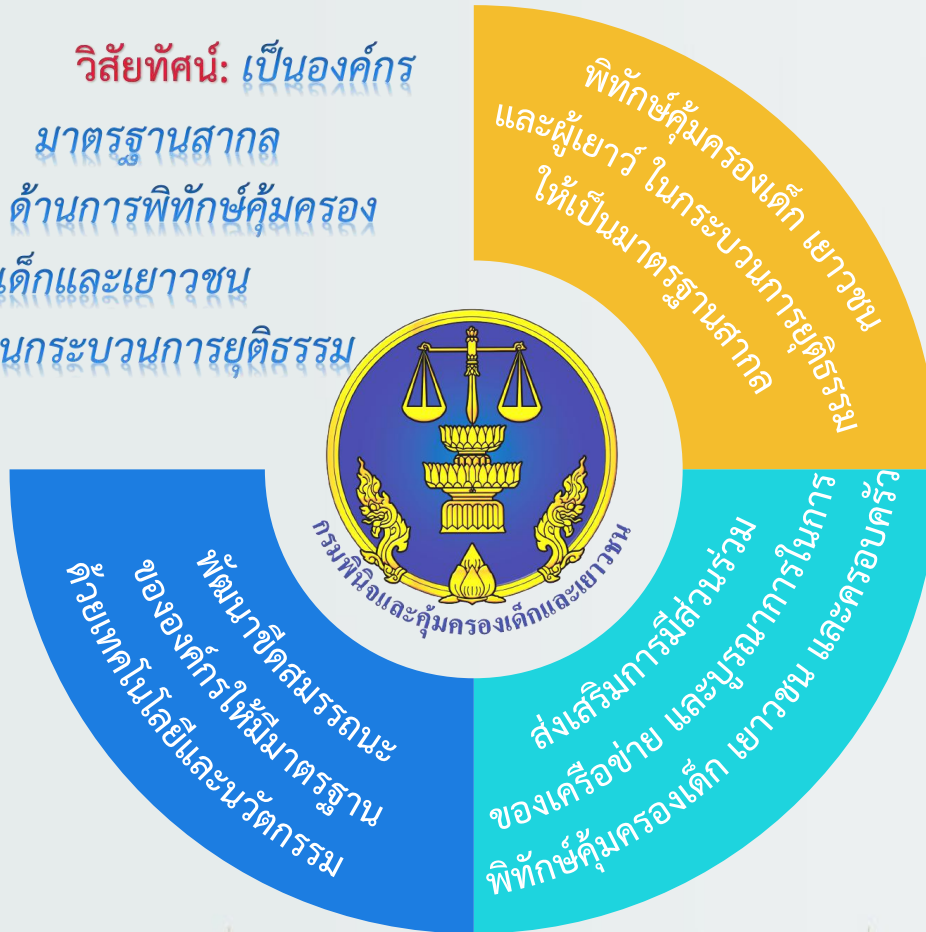 วิสัยทัศน์: เป็นองค์กร
มาตรฐานสากล
ด้านการพิทักษ์คุ้มครอง
เด็กและเยาวชน
นกระบวนการยุติธรรม
พิทักษ์คุ้มครองเด็ก เยาวชน
และผู้เยาว์ ในกระบวนการยุติธรรม
ให้เป็นมาตรฐานสากล
ส่งเสริมการมีส่วนร่วม
ของเครือข่าย และบูรณาการในการ
พิทักษ์คุ้มครองเด็ก เยาวชน และครอบครัว
พัฒนาขีดสมรรถนะ
ขององค์กรให้มีมาตรฐาน
ด้วยเทคโนโลยีและนวัตกรรม
กรมพินิจและคุ้มครองเด็กและเยาวชน